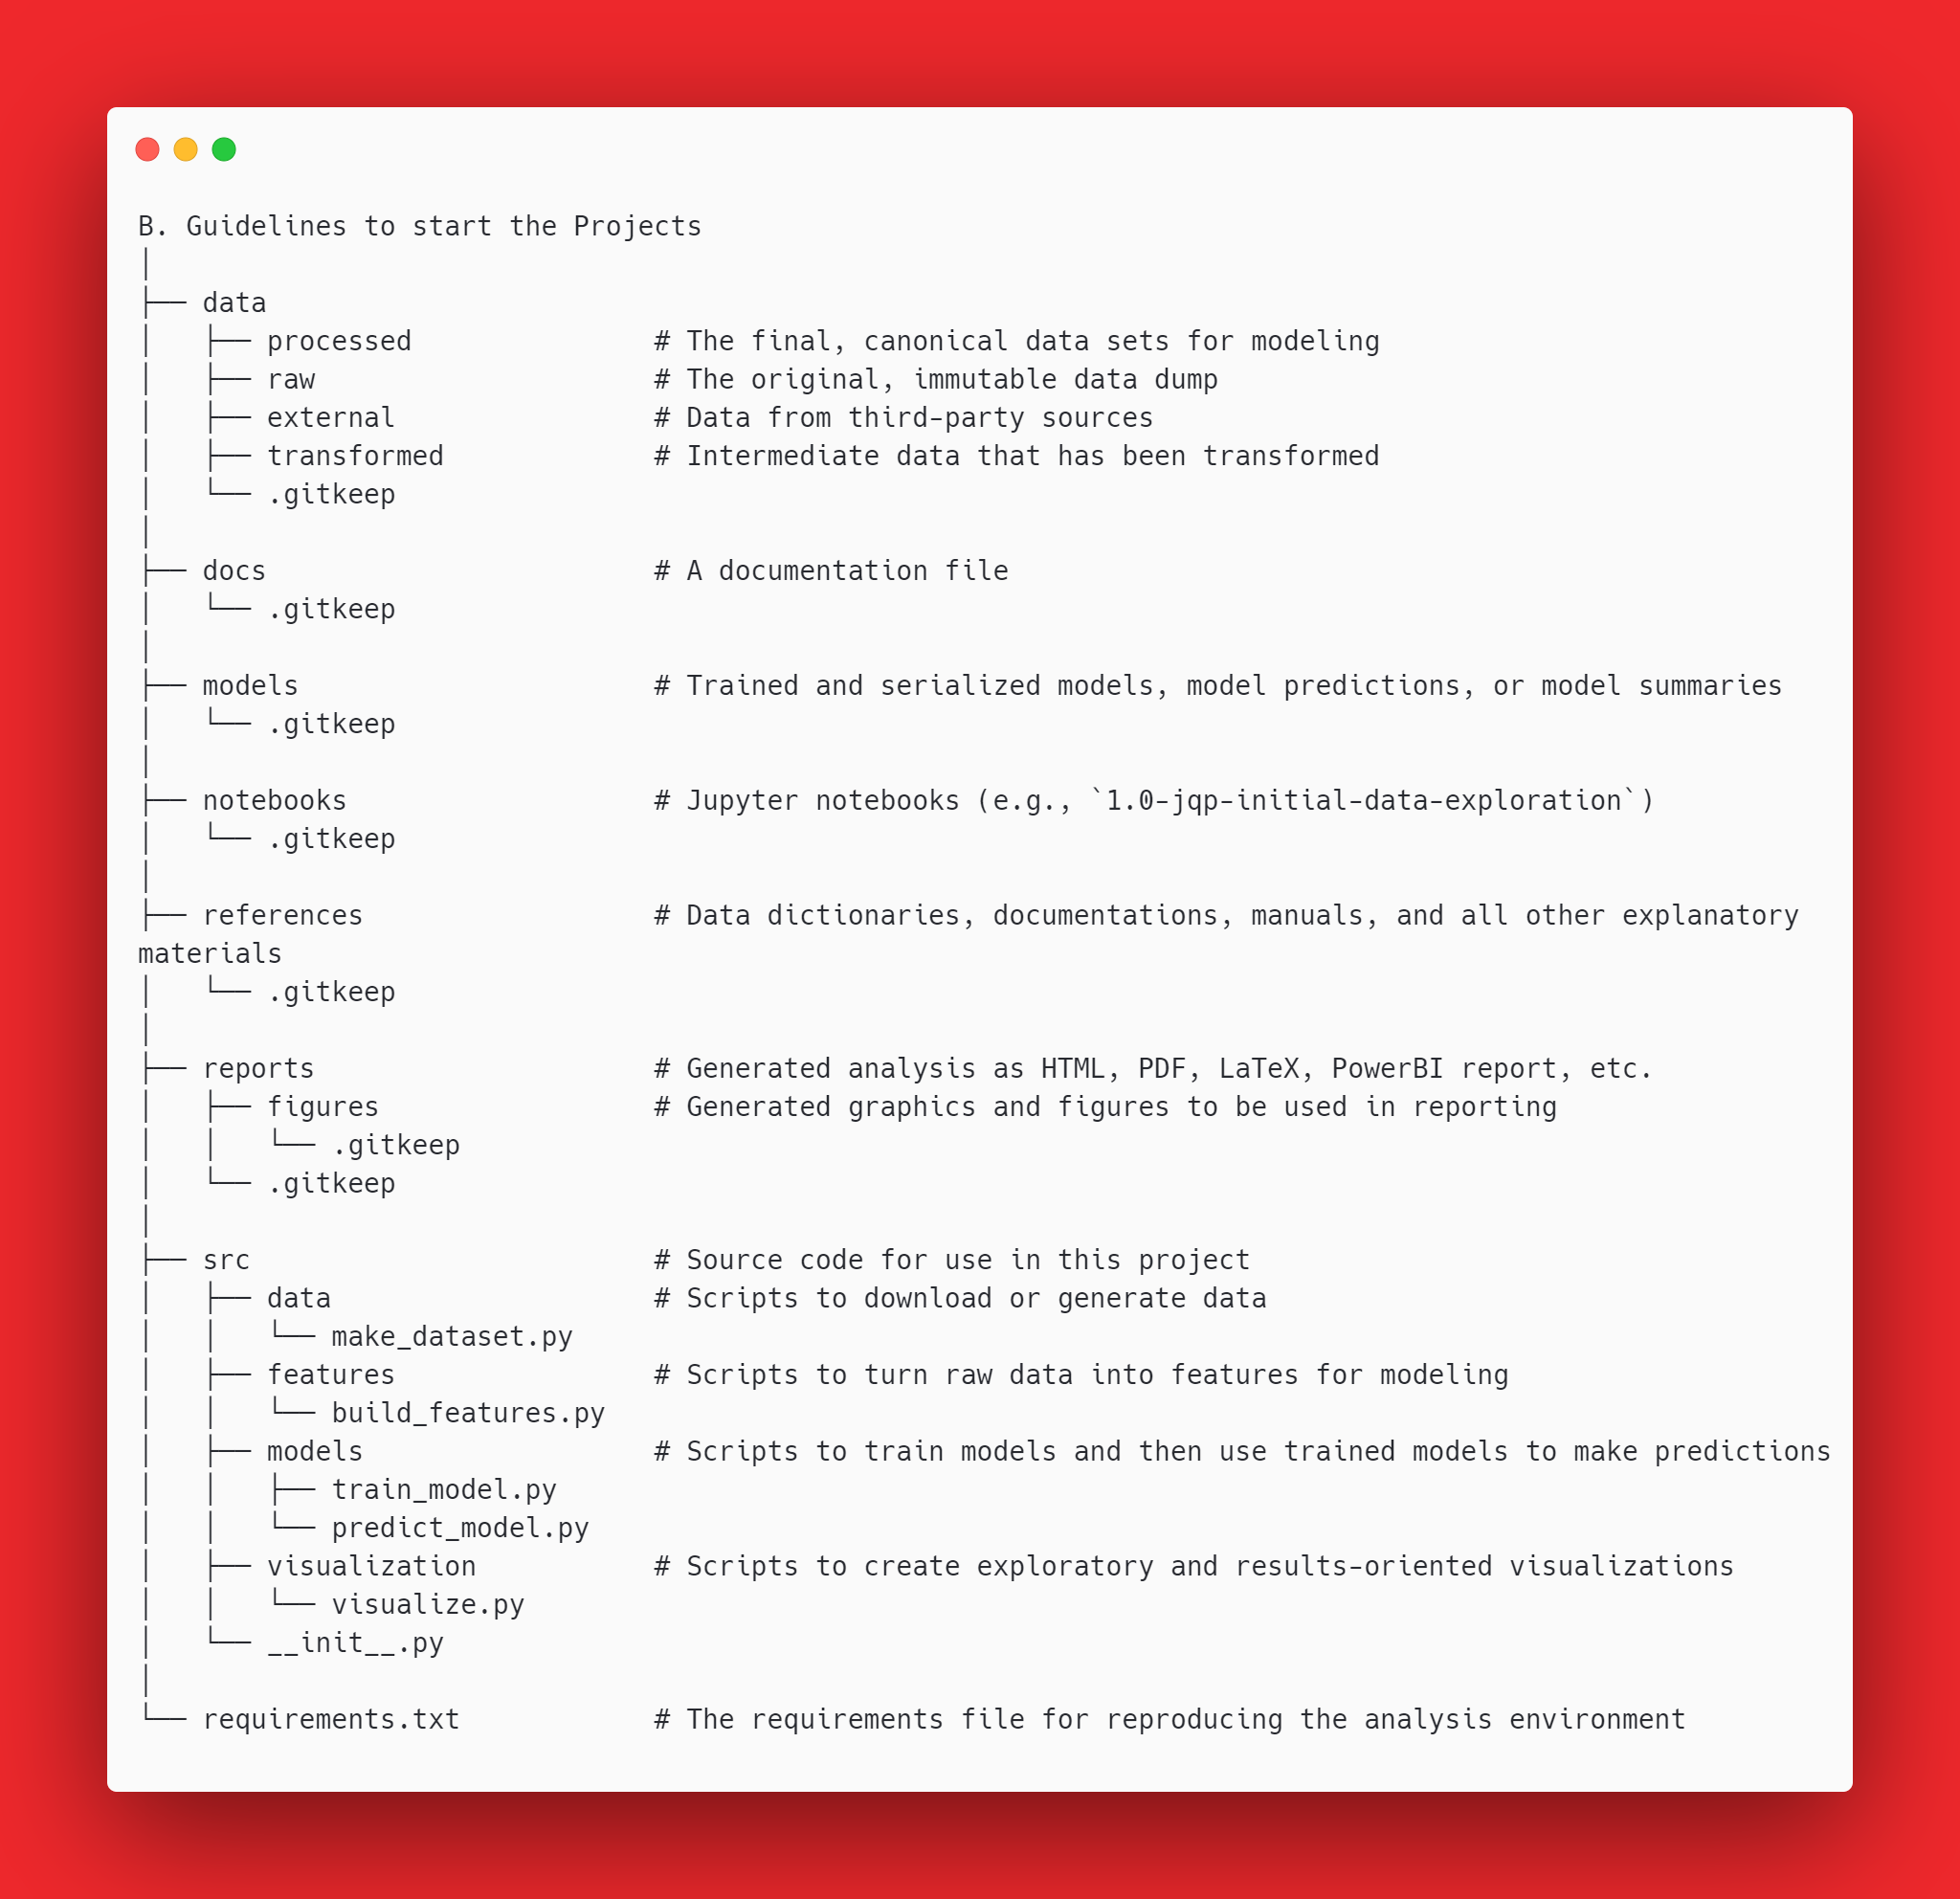 B. Guidelines to start the Projects
│
├── data
│   ├── processed               # The final, canonical data sets for modeling
│   ├── raw                     # The original, immutable data dump
│   ├── external                # Data from third-party sources
│   ├── transformed             # Intermediate data that has been transformed
│   └── .gitkeep
│
├── docs                        # A documentation file
│   └── .gitkeep
│
├── models                      # Trained and serialized models, model predictions, or model summaries
│   └── .gitkeep
│
├── notebooks                   # Jupyter notebooks (e.g., `1.0-jqp-initial-data-exploration`)
│   └── .gitkeep
│
├── references                  # Data dictionaries, documentations, manuals, and all other explanatory
materials
│   └── .gitkeep
│
├── reports                     # Generated analysis as HTML, PDF, LaTeX, PowerBI report, etc.
│   ├── figures                 # Generated graphics and figures to be used in reporting
│   │   └── .gitkeep
│   └── .gitkeep
│
├── src                         # Source code for use in this project
│   ├── data                    # Scripts to download or generate data
│   │   └── make_dataset.py
│   ├── features                # Scripts to turn raw data into features for modeling
│   │   └── build_features.py
│   ├── models                  # Scripts to train models and then use trained models to make predictions
│   │   ├── train_model.py
│   │   └── predict_model.py
│   ├── visualization           # Scripts to create exploratory and results-oriented visualizations
│   │   └── visualize.py
│   └── __init__.py
│
└── requirements.txt            # The requirements file for reproducing the analysis environment